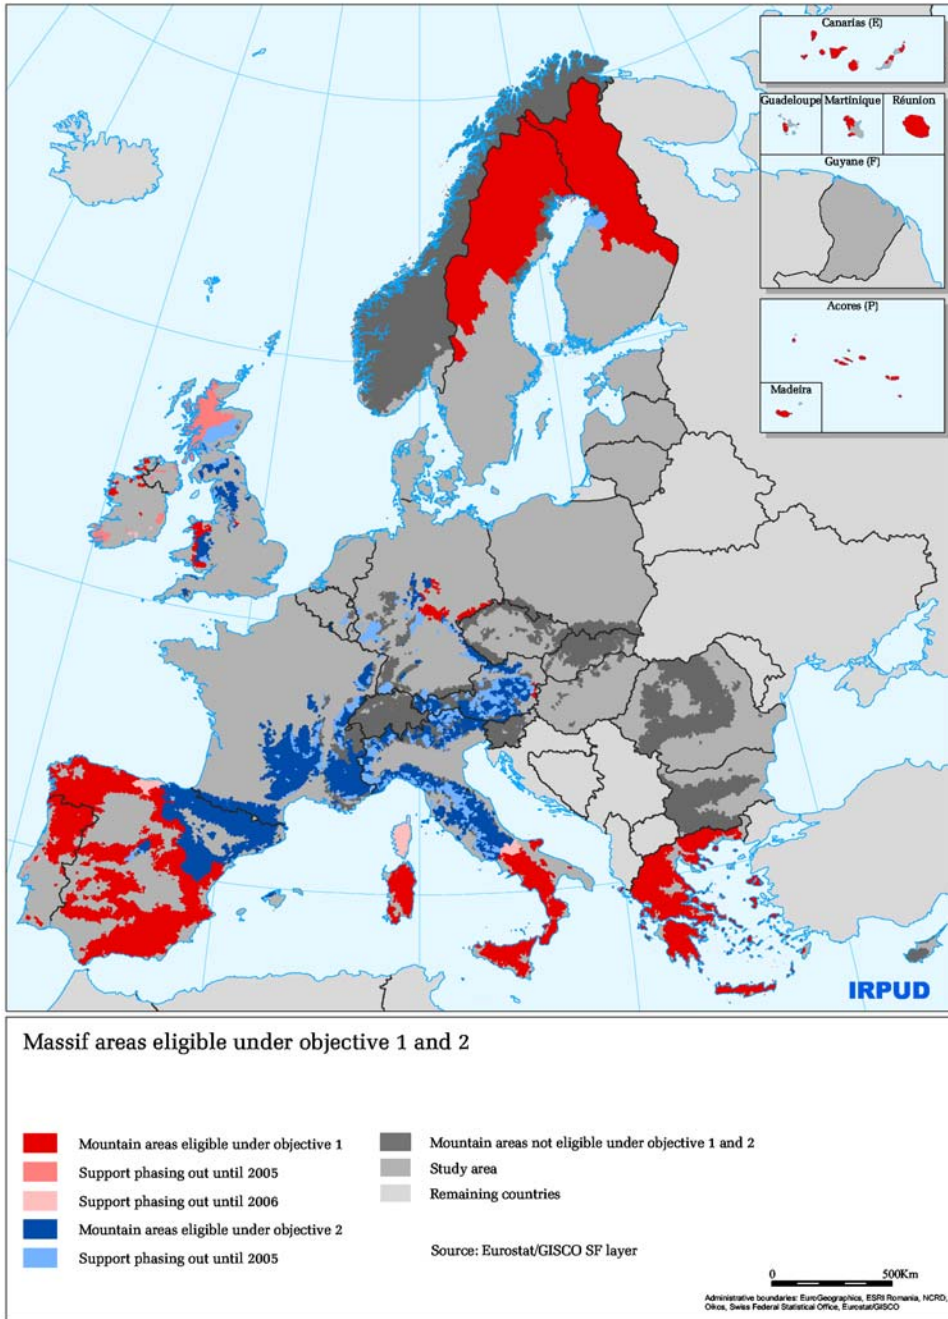 Canarias (E)
Guadeloupe
Martinique
Réunion
Guyane (F)
Acores (P)
Madeira
IRPUD
Massif areas eligible under objective 1 and 2
Mountain areas eligible under objective 1
Support phasing out until 2005
Support phasing out until 2006
Mountain areas eligible under objective 2
Support phasing out until 2005
Mountain areas not eligible under objective 1 and 2
Study area
Remaining countries
Source: Eurostat/GISCO SF layer
0 500Km
Administrative boundaries: EuroGeographics, ESRI Romania, NCRD,
Oikos, Swiss Federal Statistical Office, Eurostat/GISCO